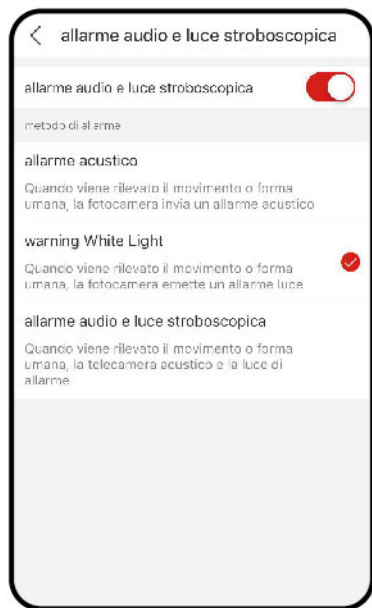 allarme audio e luce stroboscopica
allarme audio e luce stroboscopica
metodo di allarme
allarme acustico
Quando viene rilevato il movimento o forma
umana, la fotocamera invia un allarme acustico
warning White Light
Quando viene rilevato il movimento o forma
umana, la fotocamera emette un allarme luce
allarme audio e luce stroboscopica
Quando viene rilevato il movimento o forma
umana, la telecamera acustico e la luce di
allarme